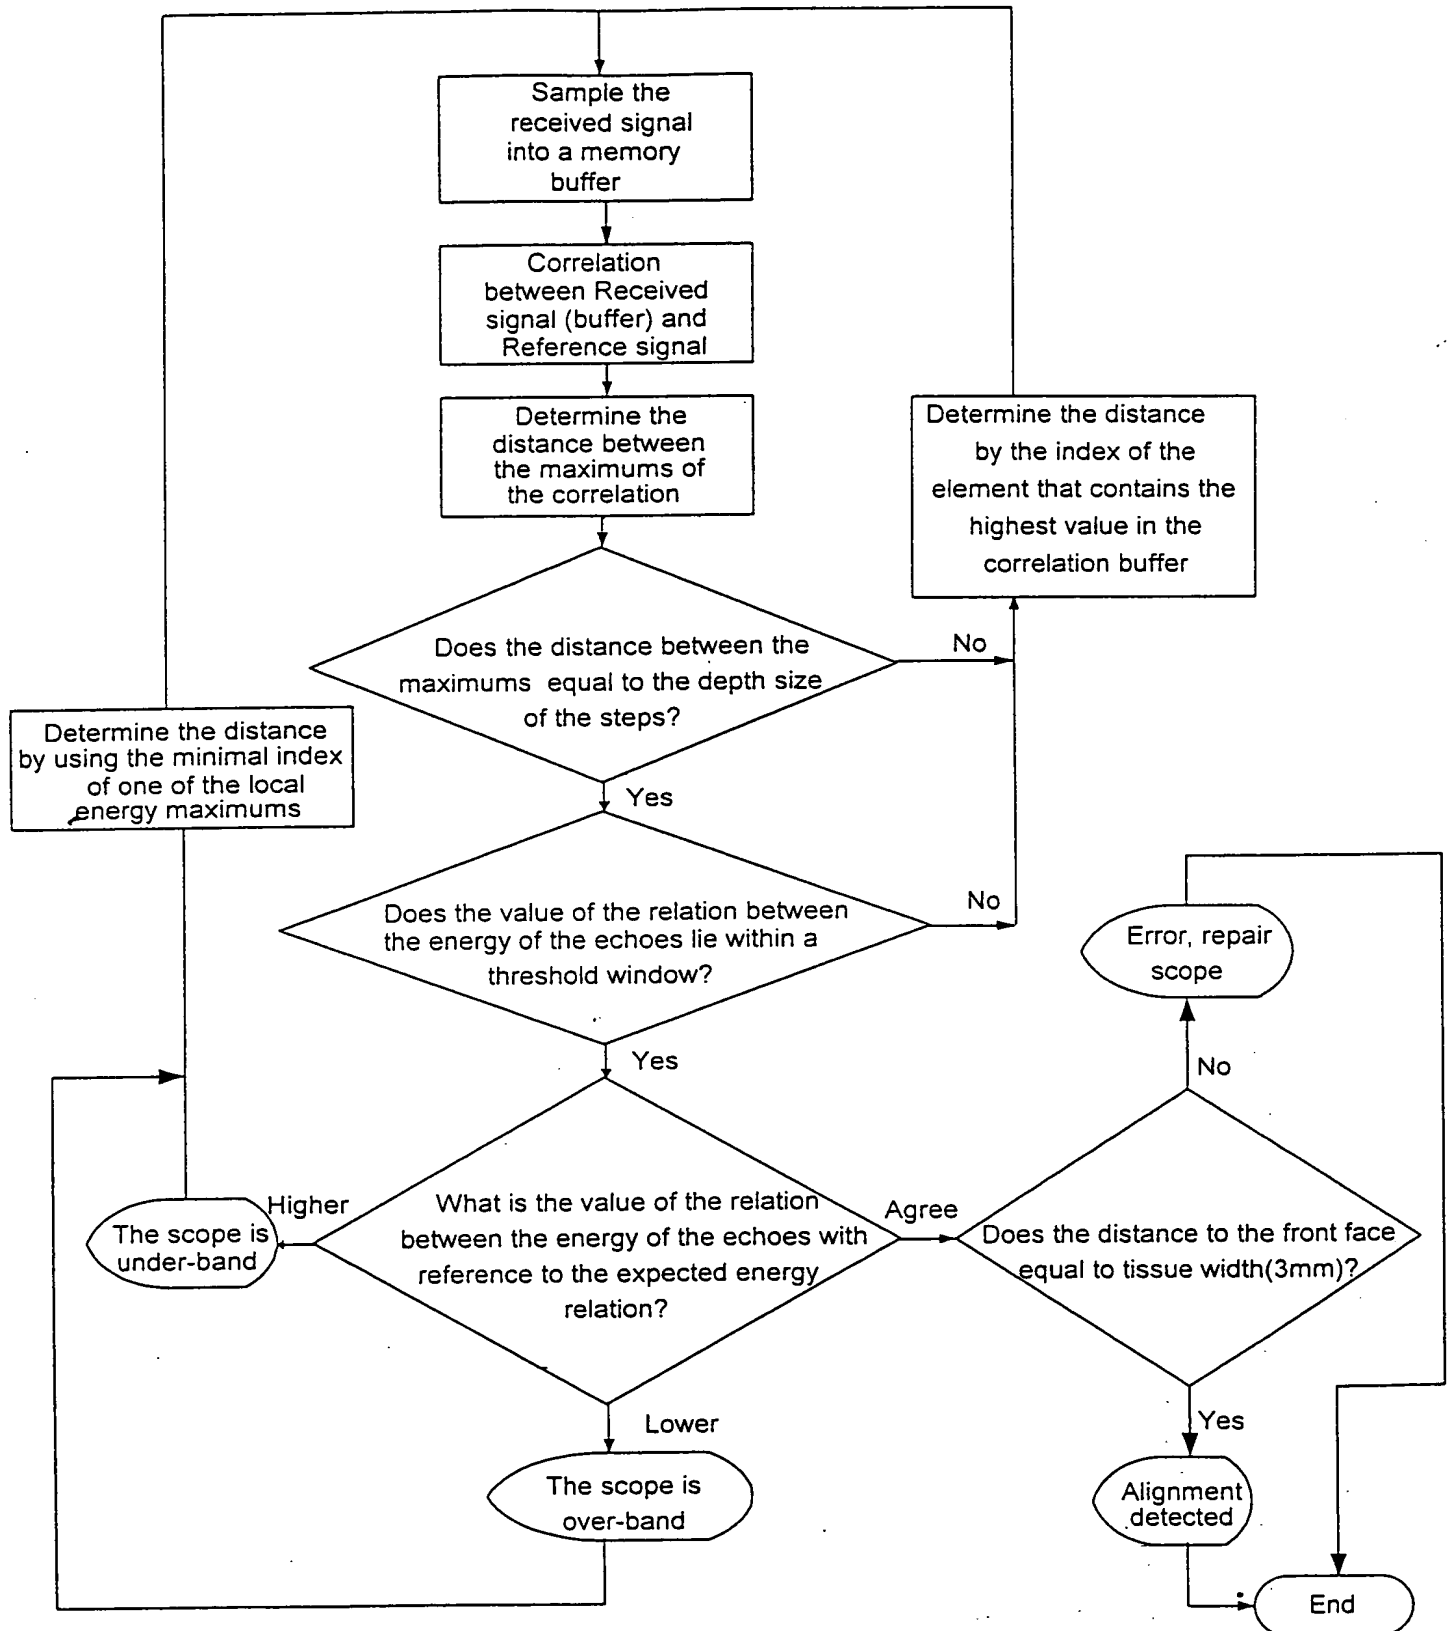 Sample the
received signal
into a memory
buffer
Correlation
between Received
signal (buffer) and
Reference signal
Determine the
distance between
the maximums of
the correlation
Determine the distance
by the index of the
element that contains the
highest value in the
correlation buffer
Does the distance between the
maximums equal to the depth size
of the steps?
No
Yes
Determine the distance
by using the minimal index
of one of the local
energy maximums
Does the value of the relation between
the energy of the echoes lie within a
threshold window?
No
Yes
Error, repair
scope
No
What is the value of the relation
between the energy of the echoes with
reference to the expected energy
relation?
Higher
The scope is
under-band
Agree
Does the distance to the front face
equal to tissue width(3mm)?
Lower
The scope is
over-band
Yes
Alignment
detected
End